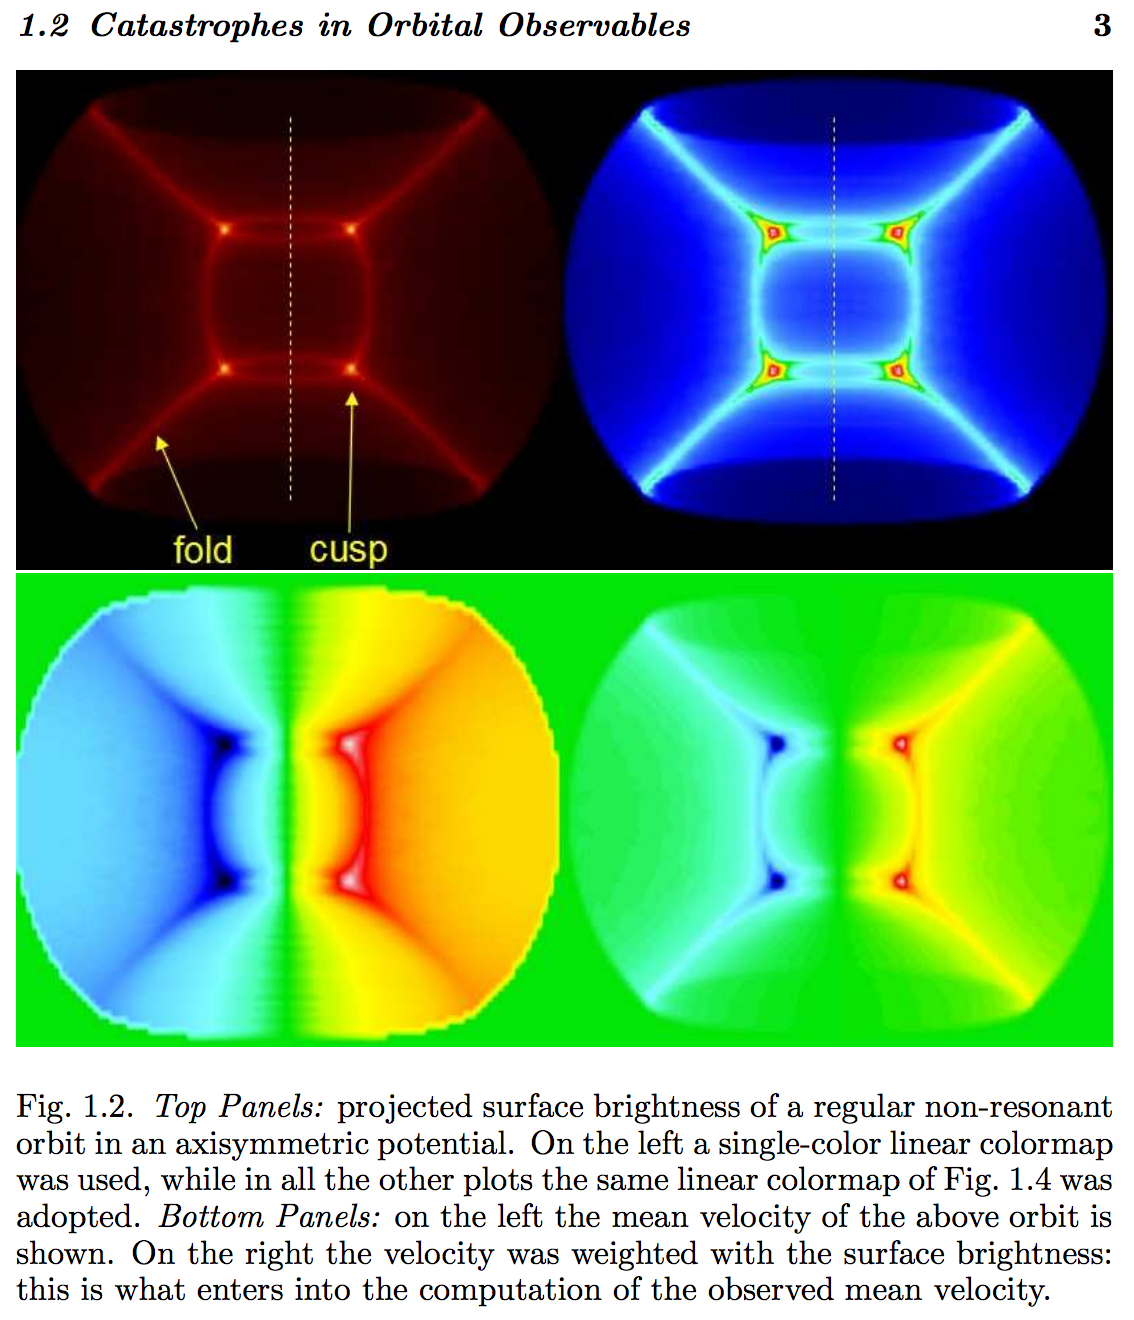 1.2 Catastrophes in Orbital Observables 3
fold cusp
Fig. 1.2. Top Panels: projected surface brightness of a regular non-resonant
orbit in an axisymmetric potential. On the left a single-color linear colormap
was used, while in all the other plots the same linear colormap of Fig. 1.4 was
adopted. Bottom Panels: on the left the mean velocity of the above orbit is
shown. On the right the velocity was weighted with the surface brightness:
this is what enters into the computation of the observed mean velocity.